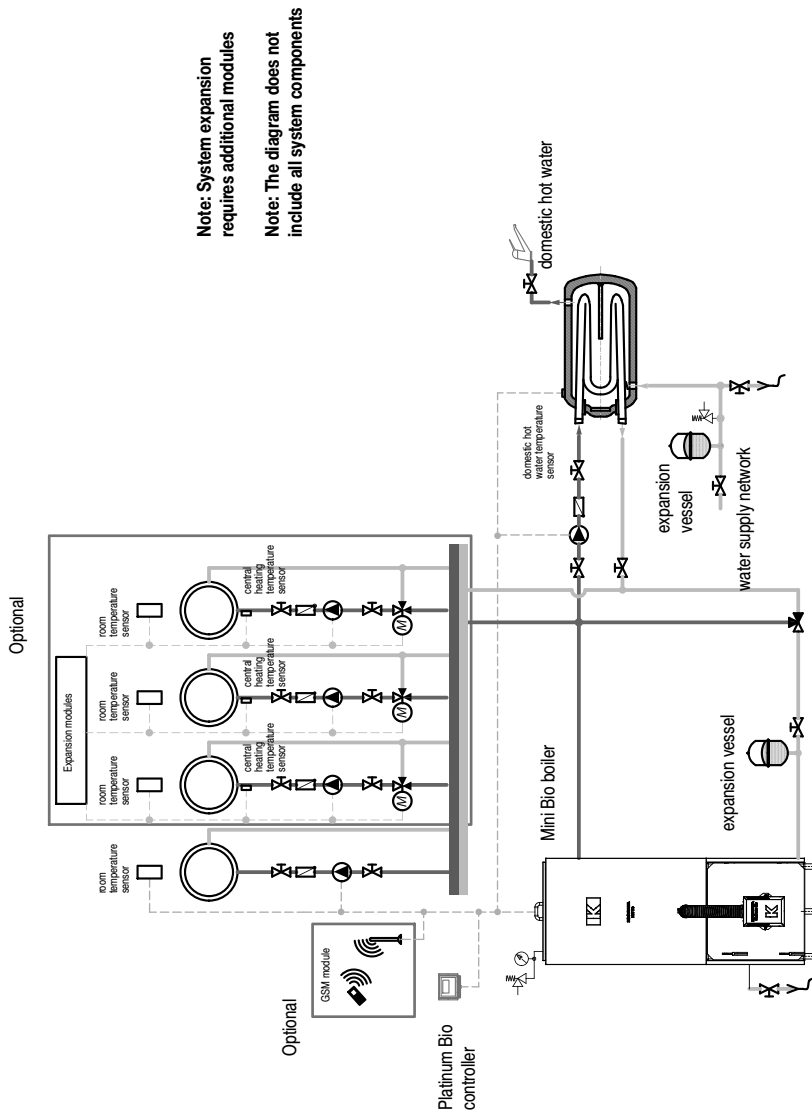 Note: System expansion
requires additional modules
Note: The diagram does not
include all system components
Optional
Expansion modules
room temperature
sensor
room temperature
sensor
room temperature
sensor
room temperature
sensor
central
heating
temperature
sensor
central
heating
temperature
sensor
central
heating
temperature
sensor
M
M
M
Optional
GSM module
Platinum Bio
controller
Mini Bio boiler
expansion vessel
domestic hot
water temperature
sensor
domestic hot water
expansion
vessel
water supply network
K
K